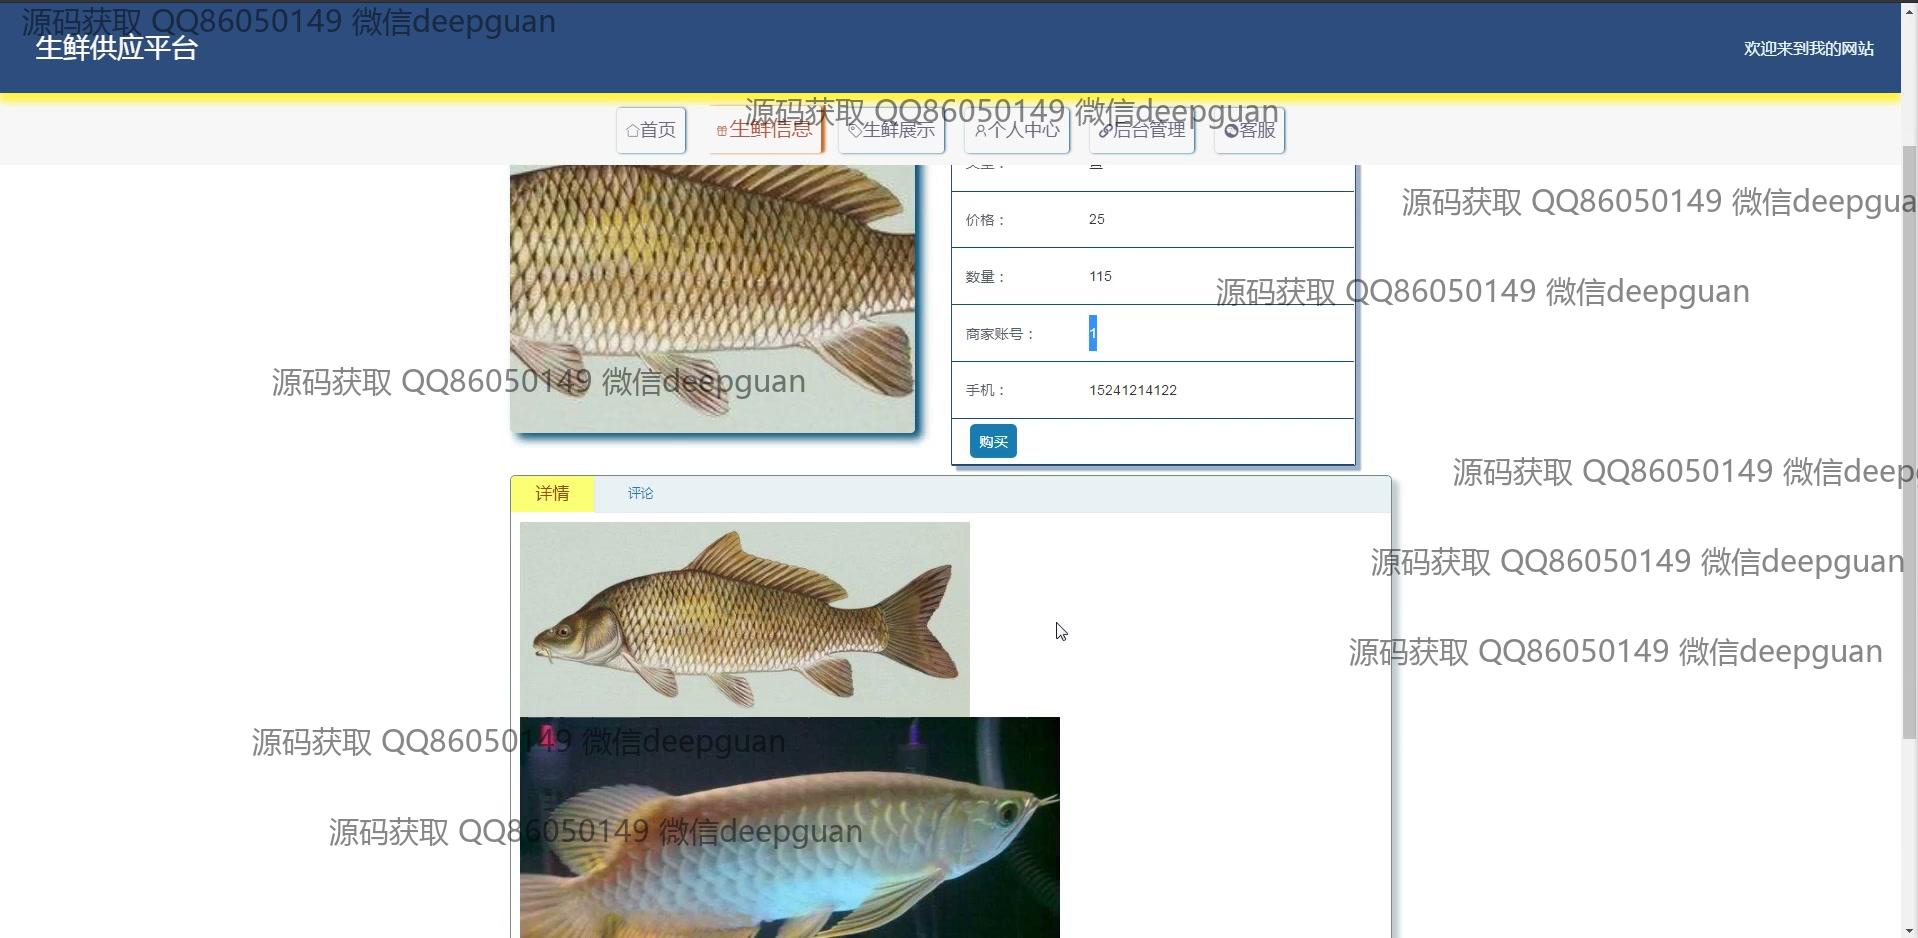 源码获取 QQ86050149 微信deepguan
生鲜供应平台
欢迎来到我的网站
源码获取 QQ86050149 微信deepguan
首页
生鲜信息
生鲜展示
个人中心
后台管理
客服
源码获取 QQ86050149 微信deepgua
价格： 25
数量： 115
源码获取 QQ86050149 微信deepguan
商家账号： 1
源码获取 QQ86050149 微信deepguan
手机： 15241214122
购买
源码获取 QQ86050149 微信deep
详情 评论
源码获取 QQ86050149 微信deepguan
源码获取 QQ86050149 微信deepguan
源码获取 QQ86050149 微信deepguan
源码获取 QQ86050149 微信deepguan